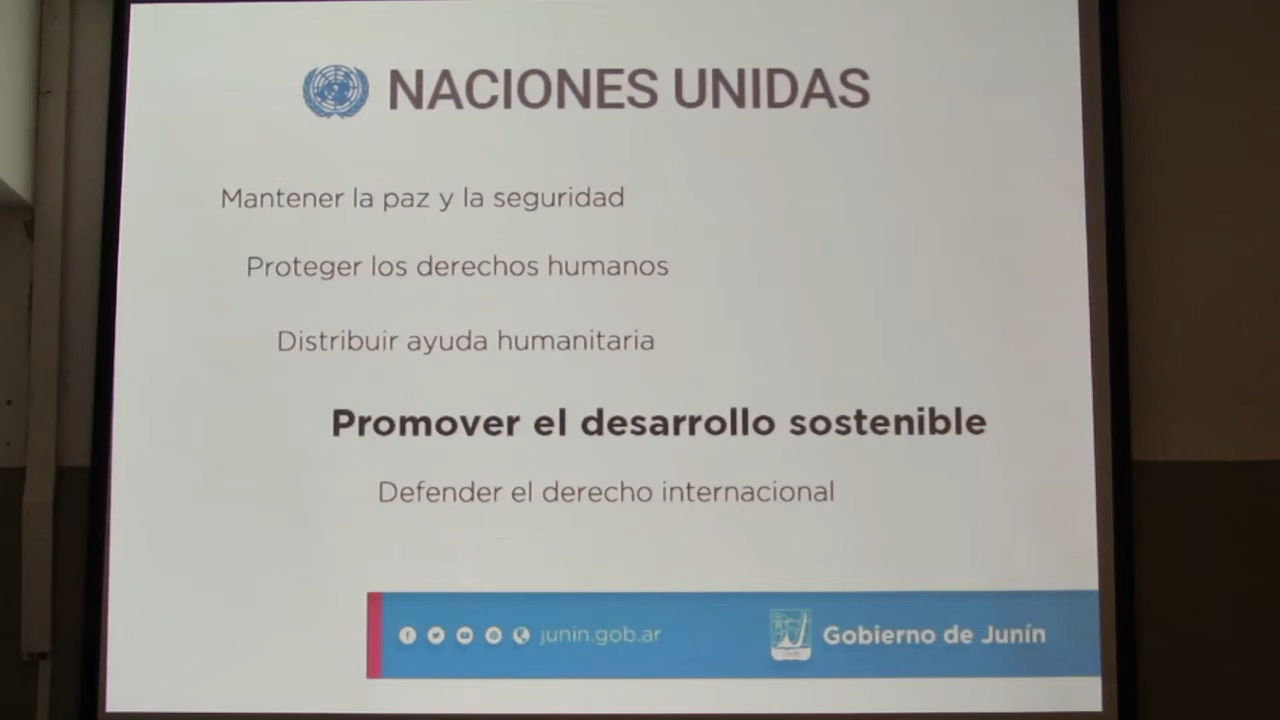 NACIONES UNIDAS
Mantener la paz y la seguridad
Proteger los derechos humanos
Distribuir ayuda humanitaria
Promover el desarrollo sostenible
Defender el derecho internacional
junin.gob.ar
Gobierno de Junín